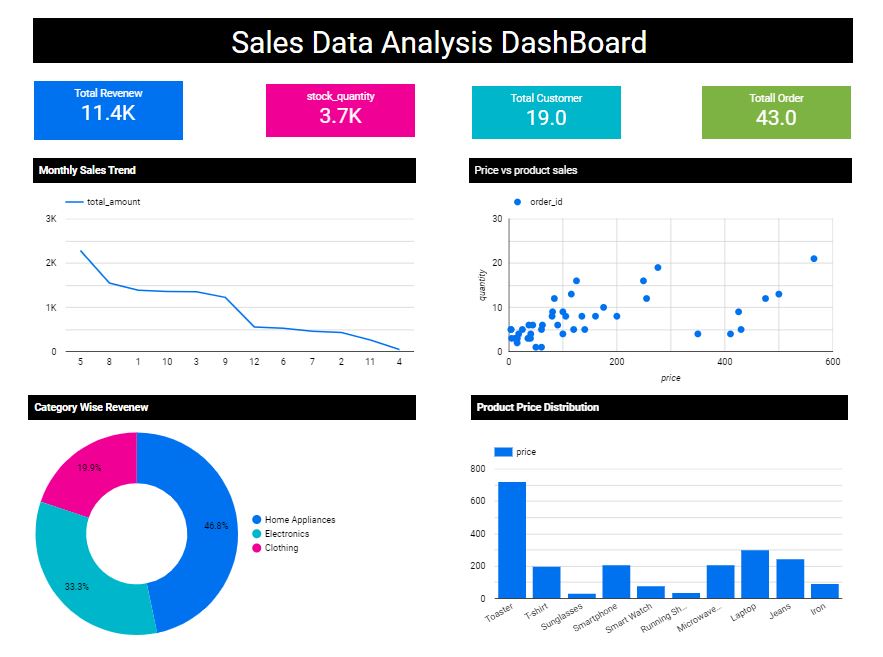 Sales Data Analysis DashBoard
Total Revenew
11.4K
stock_quantity
3.7K
Total Customer
19.0
Totall Order
43.0
Monthly Sales Trend
total_amount
3K
2K
1K
0
5 8 1 10 3 9 12 6 7 2 11 4
Price vs product sales
order_id
30
20
10
0
quantity
0 200 400 600
price
Category Wise Revenew
19.9%
46.8%
33.3%
Home Appliances
Electronics
Clothing
Product Price Distribution
price
800
600
400
200
0
Toaster T-shirt Sunglasses Smartphone Smart Watch Running Sh... Microwave... Laptop Jeans Iron